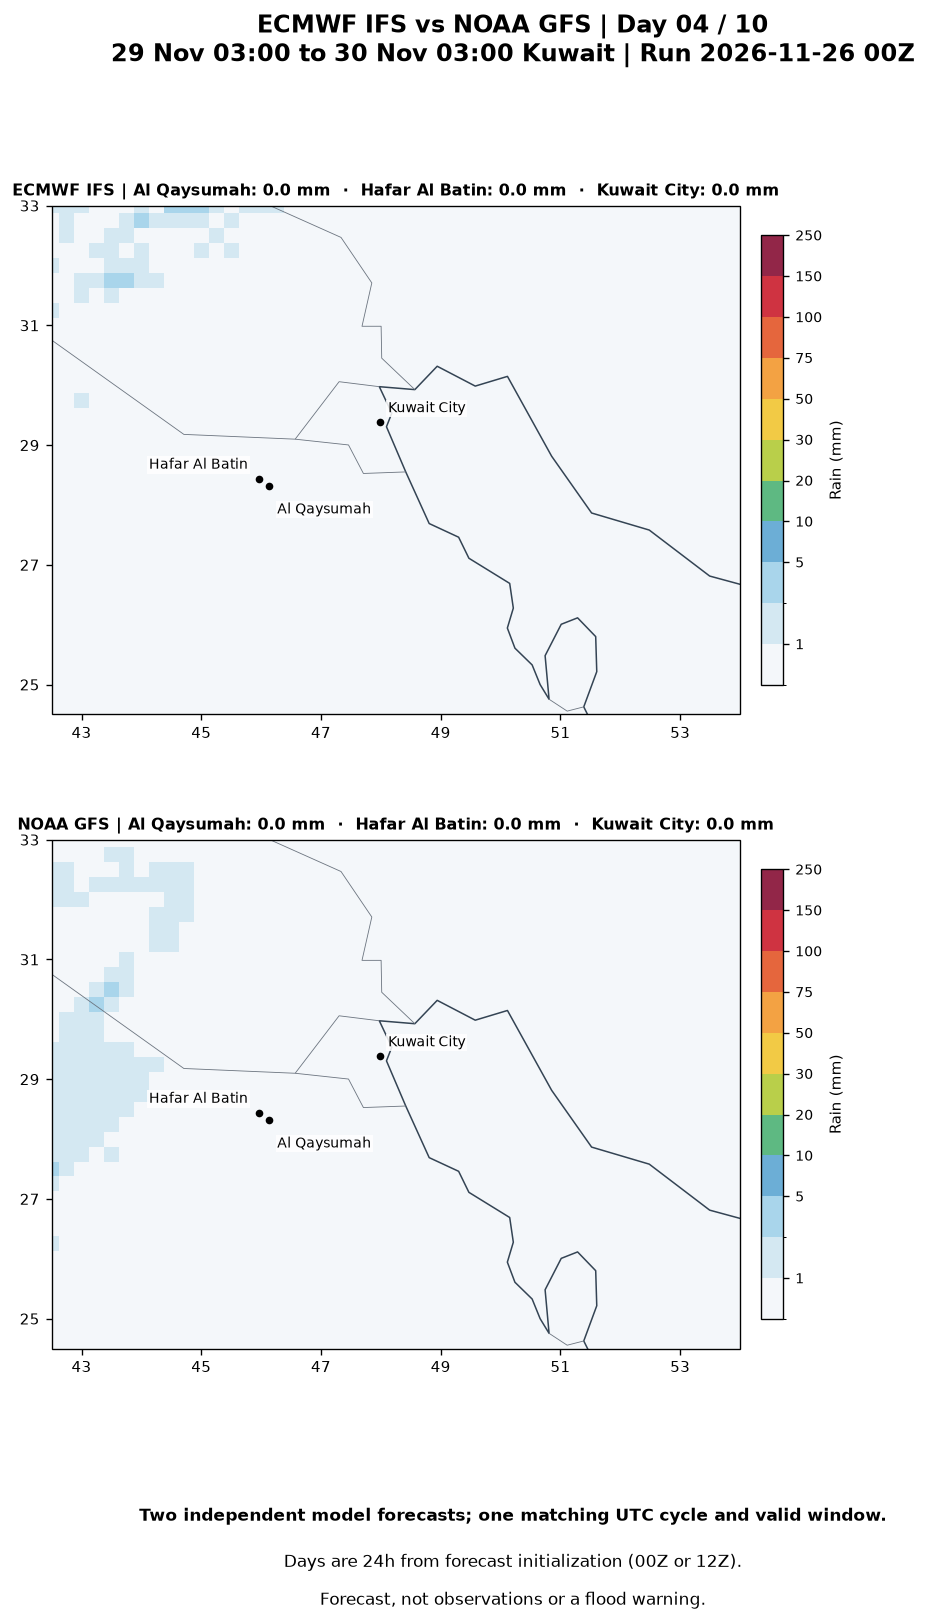 ECMWF IFS vs NOAA GFS | Day 04 / 10
29 Nov 03:00 to 30 Nov 03:00 Kuwait | Run 2026-11-26 00Z
ECMWF IFS | Al Qaysumah: 0.0 mm · Hafar Al Batin: 0.0 mm · Kuwait City: 0.0 mm
33
31
29
27
25
43 45 47 49 51 53
Kuwait City
Hafar Al Batin
Al Qaysumah
250
150
100
75
50
30
20
10
5
1
Rain (mm)
NOAA GFS | Al Qaysumah: 0.0 mm · Hafar Al Batin: 0.0 mm · Kuwait City: 0.0 mm
33
31
29
27
25
43 45 47 49 51 53
Kuwait City
Hafar Al Batin
Al Qaysumah
250
150
100
75
50
30
20
10
5
1
Rain (mm)
Two independent model forecasts; one matching UTC cycle and valid window.
Days are 24h from forecast initialization (00Z or 12Z).
Forecast, not observations or a flood warning.